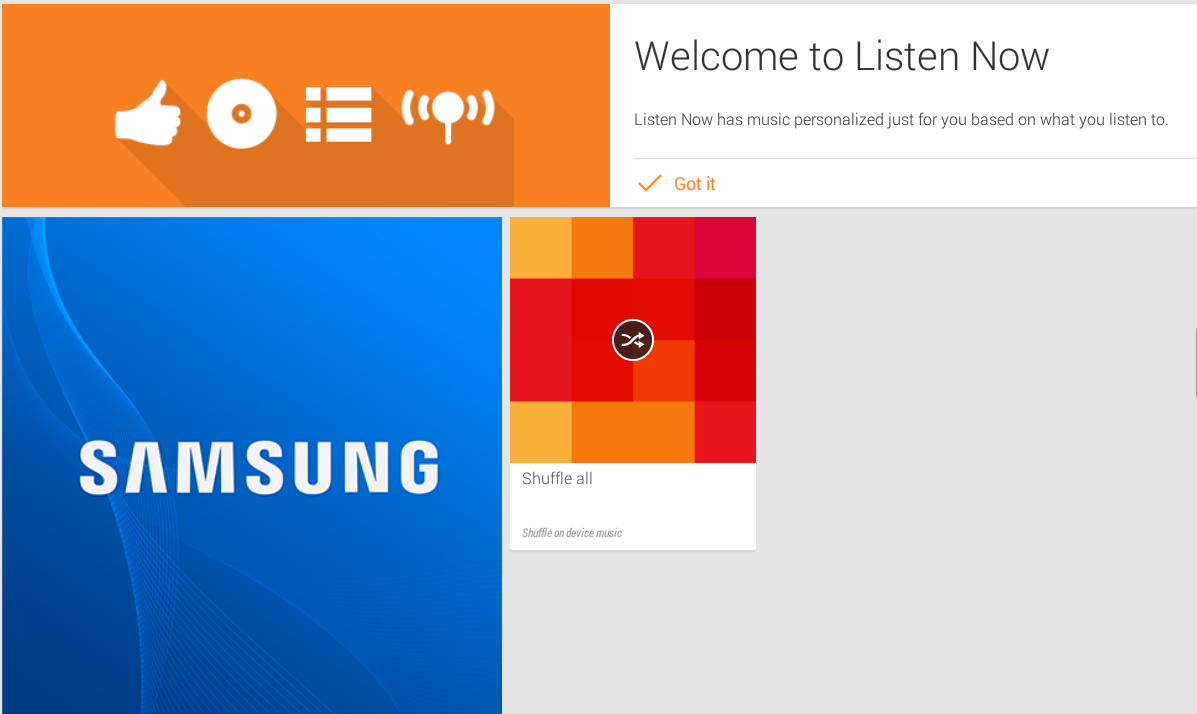 Welcome to Listen Now
Listen Now has music personalized just for you based on what you listen to.
Got it
SAMSUNG
Shuffle all
Shuffle on device music